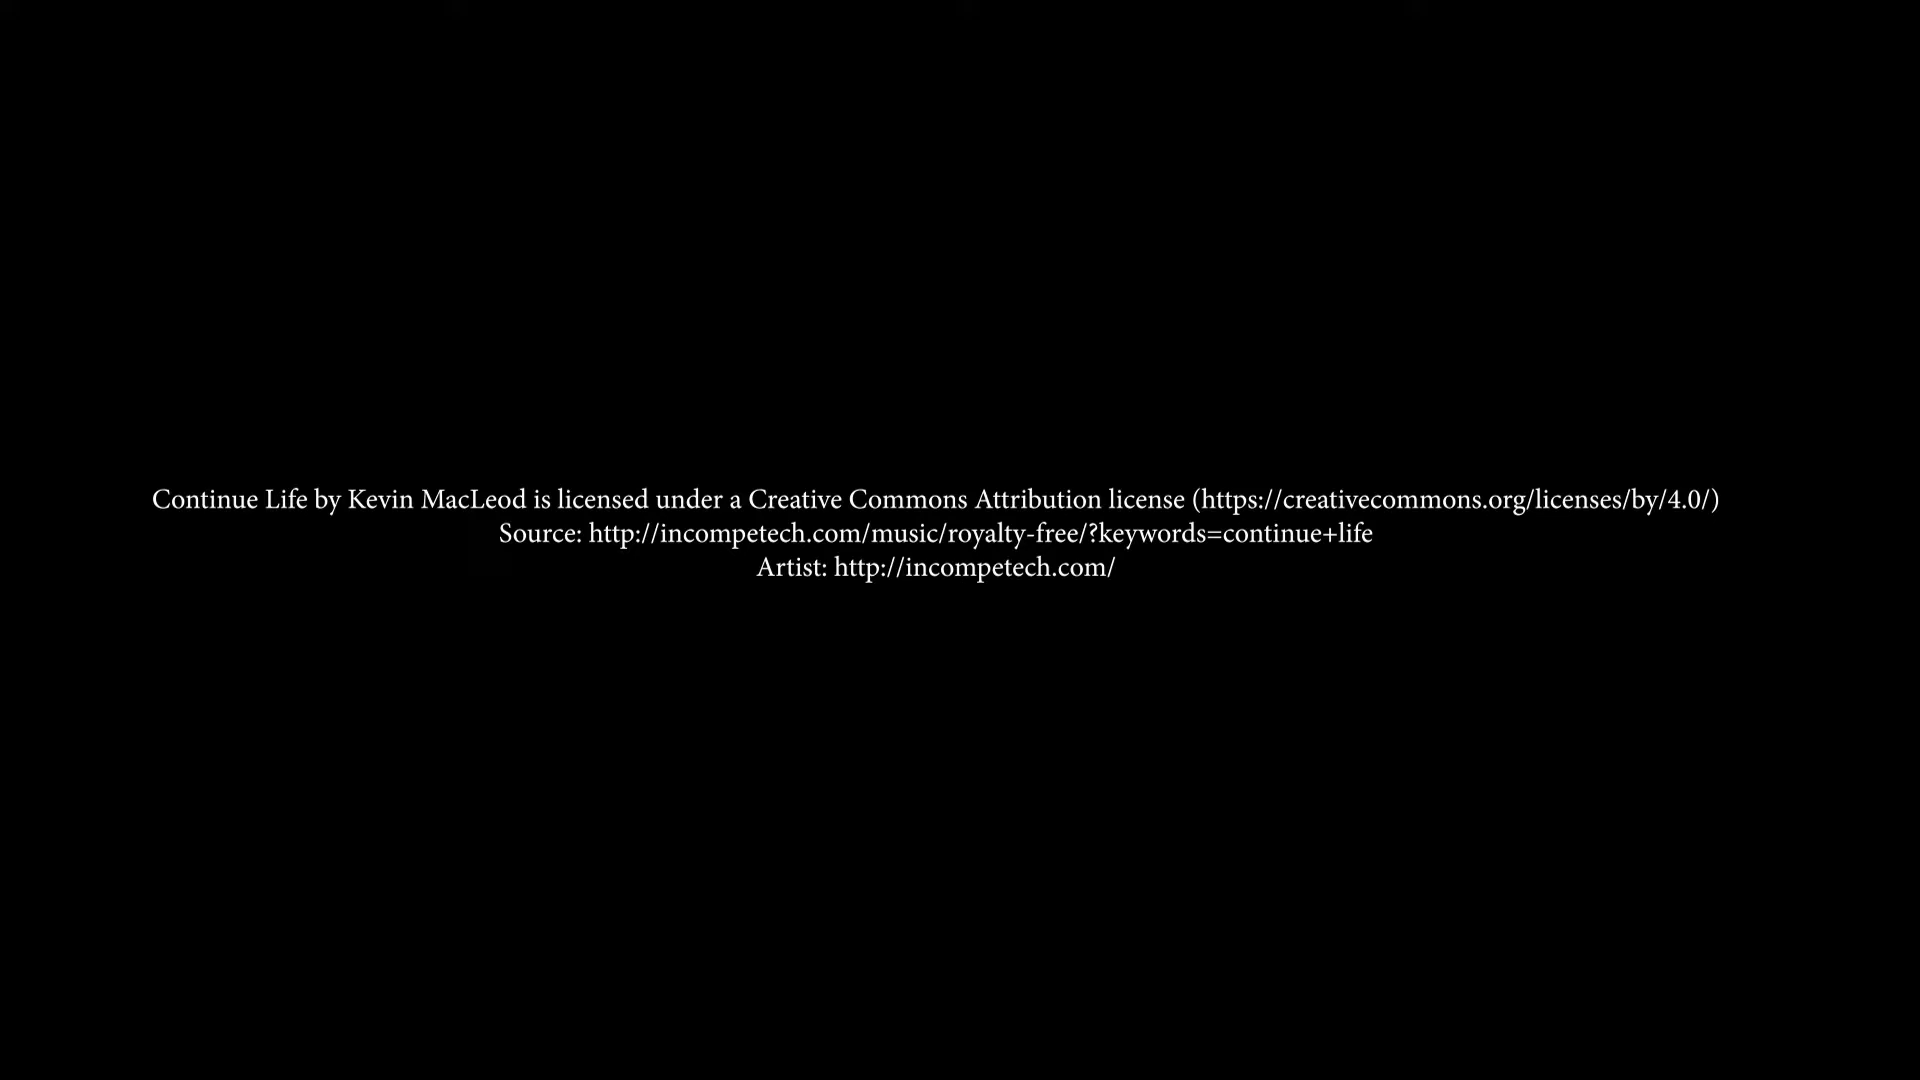 Continue Life by Kevin MacLeod is licensed under a Creative Commons Attribution license (https://creativecommons.org/licenses/by/4.0/)
Source: http://incompetech.com/music/royalty-free/?keywords=continue+life
Artist: http://incompetech.com/